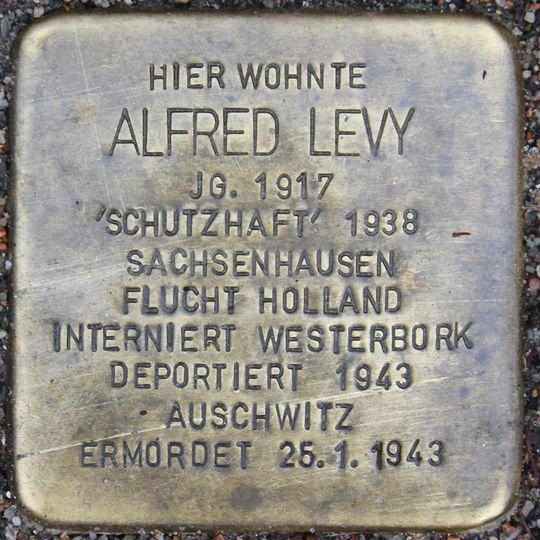 HIER WOHNTE
ALFRED LEVY
JG. 1917
'SCHUTZHAFT' 1938
SACHSENHAUSEN
FLUCHT HOLLAND
INTERNIERT WESTERBORK
DEPORTIERT 1943
AUSCHWITZ
ERMORDET 25.1.1943